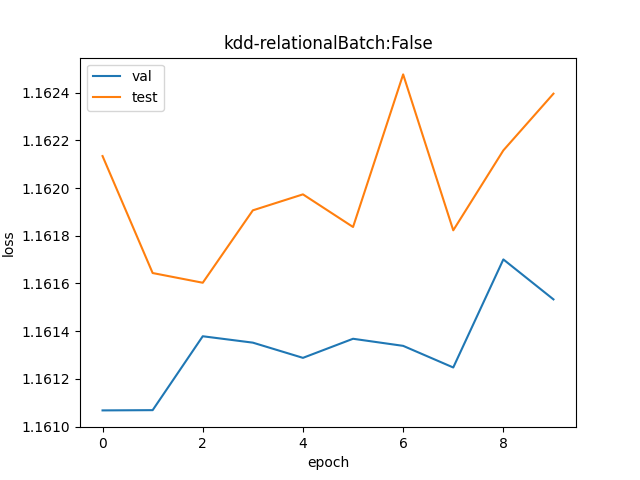 kdd-relationalBatch:False
val
test
loss
1.1624
1.1622
1.1620
1.1618
1.1616
1.1614
1.1612
1.1610
0 2 4 6 8
epoch